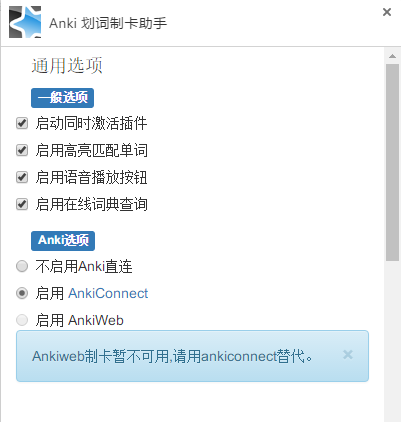 Anki 划词制卡助手
通用选项
一般选项
启动同时激活插件
启用高亮匹配单词
启用语音播放按钮
启用在线词典查询
Anki选项
不启用Anki直连
启用 AnkiConnect
启用 AnkiWeb
Ankiweb制卡暂不可用,请用ankiconnect替代。